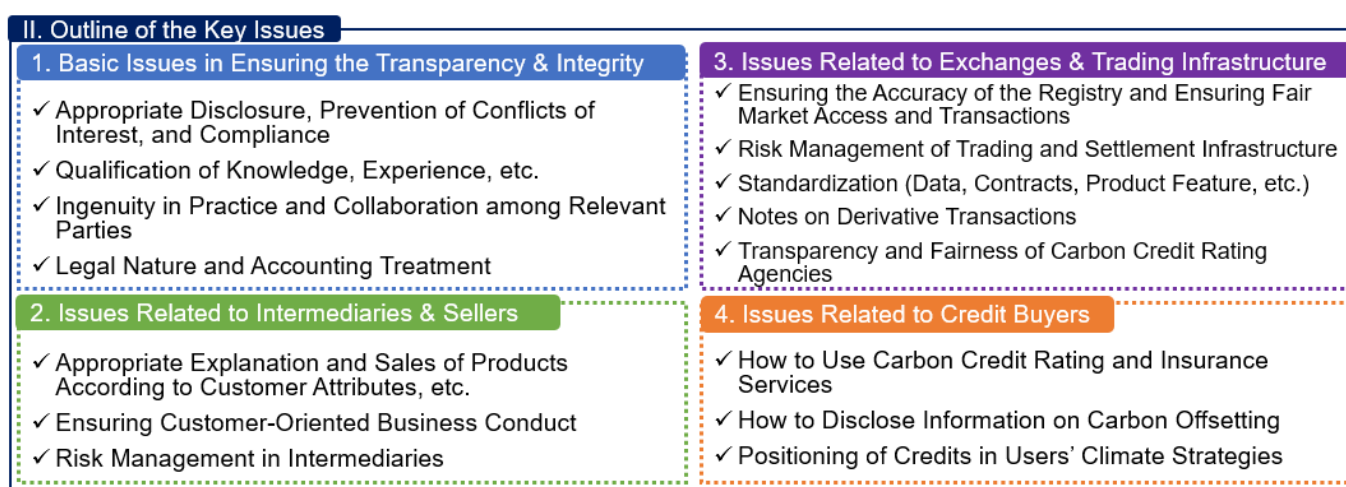 II. Outline of the Key Issues
1. Basic Issues in Ensuring the Transparency & Integrity
✓ Appropriate Disclosure, Prevention of Conflicts of
Interest, and Compliance
✓ Qualification of Knowledge, Experience, etc.
✓ Ingenuity in Practice and Collaboration among Relevant
Parties
✓ Legal Nature and Accounting Treatment
2. Issues Related to Intermediaries & Sellers
✓ Appropriate Explanation and Sales of Products
According to Customer Attributes, etc.
✓ Ensuring Customer-Oriented Business Conduct
✓ Risk Management in Intermediaries
3. Issues Related to Exchanges & Trading Infrastructure
✓ Ensuring the Accuracy of the Registry and Ensuring Fair
Market Access and Transactions
✓ Risk Management of Trading and Settlement Infrastructure
✓ Standardization (Data, Contracts, Product Feature, etc.)
✓ Notes on Derivative Transactions
✓ Transparency and Fairness of Carbon Credit Rating
Agencies
4. Issues Related to Credit Buyers
✓ How to Use Carbon Credit Rating and Insurance
Services
✓ How to Disclose Information on Carbon Offsetting
✓ Positioning of Credits in Users' Climate Strategies